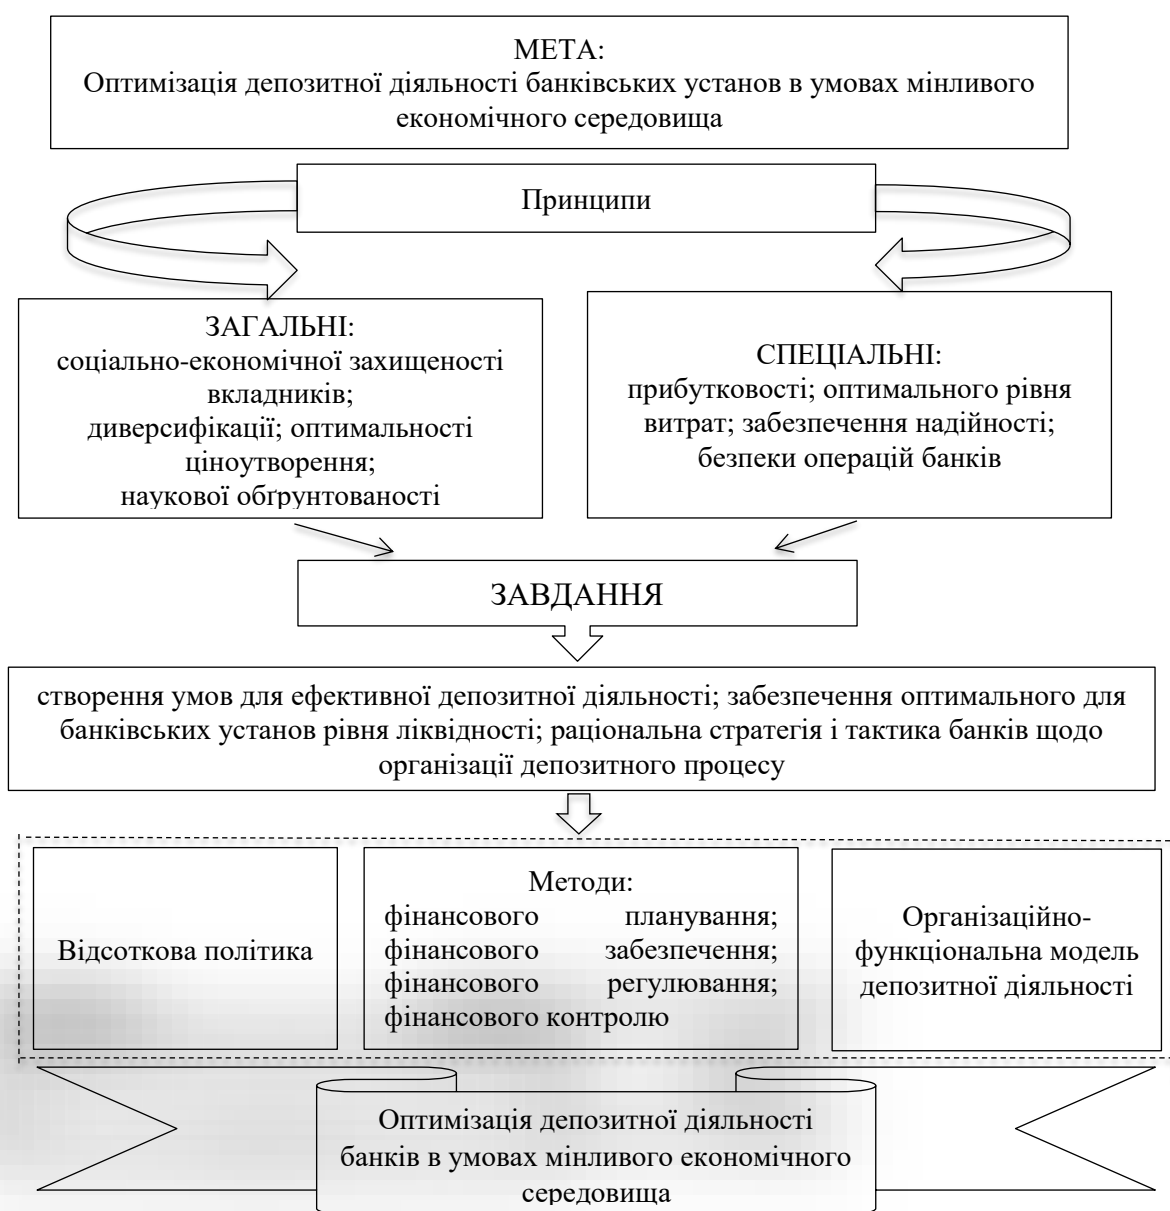 МЕТА:
Оптимізація депозитної діяльності банківських установ в умовах мінливого
економічного середовища
Принципи
ЗАГАЛЬНІ:
соціально-економічної захищеності
вкладників;
диверсифікації; оптимальності
ціноутворення;
наукової обґрунтованості
СПЕЦІАЛЬНІ:
прибутковості; оптимального рівня
витрат; забезпечення надійності;
безпеки операцій банків
ЗАВДАННЯ
створення умов для ефективної депозитної діяльності; забезпечення оптимального для
банківських установ рівня ліквідності; раціональна стратегія і тактика банків щодо
організації депозитного процесу
Відсоткова політика
Методи:
фінансового планування;
фінансового забезпечення;
фінансового регулювання;
фінансового контролю
Організаційно-
функціональна модель
депозитної діяльності
Оптимізація депозитної діяльності
банків в умовах мінливого економічного
середовища